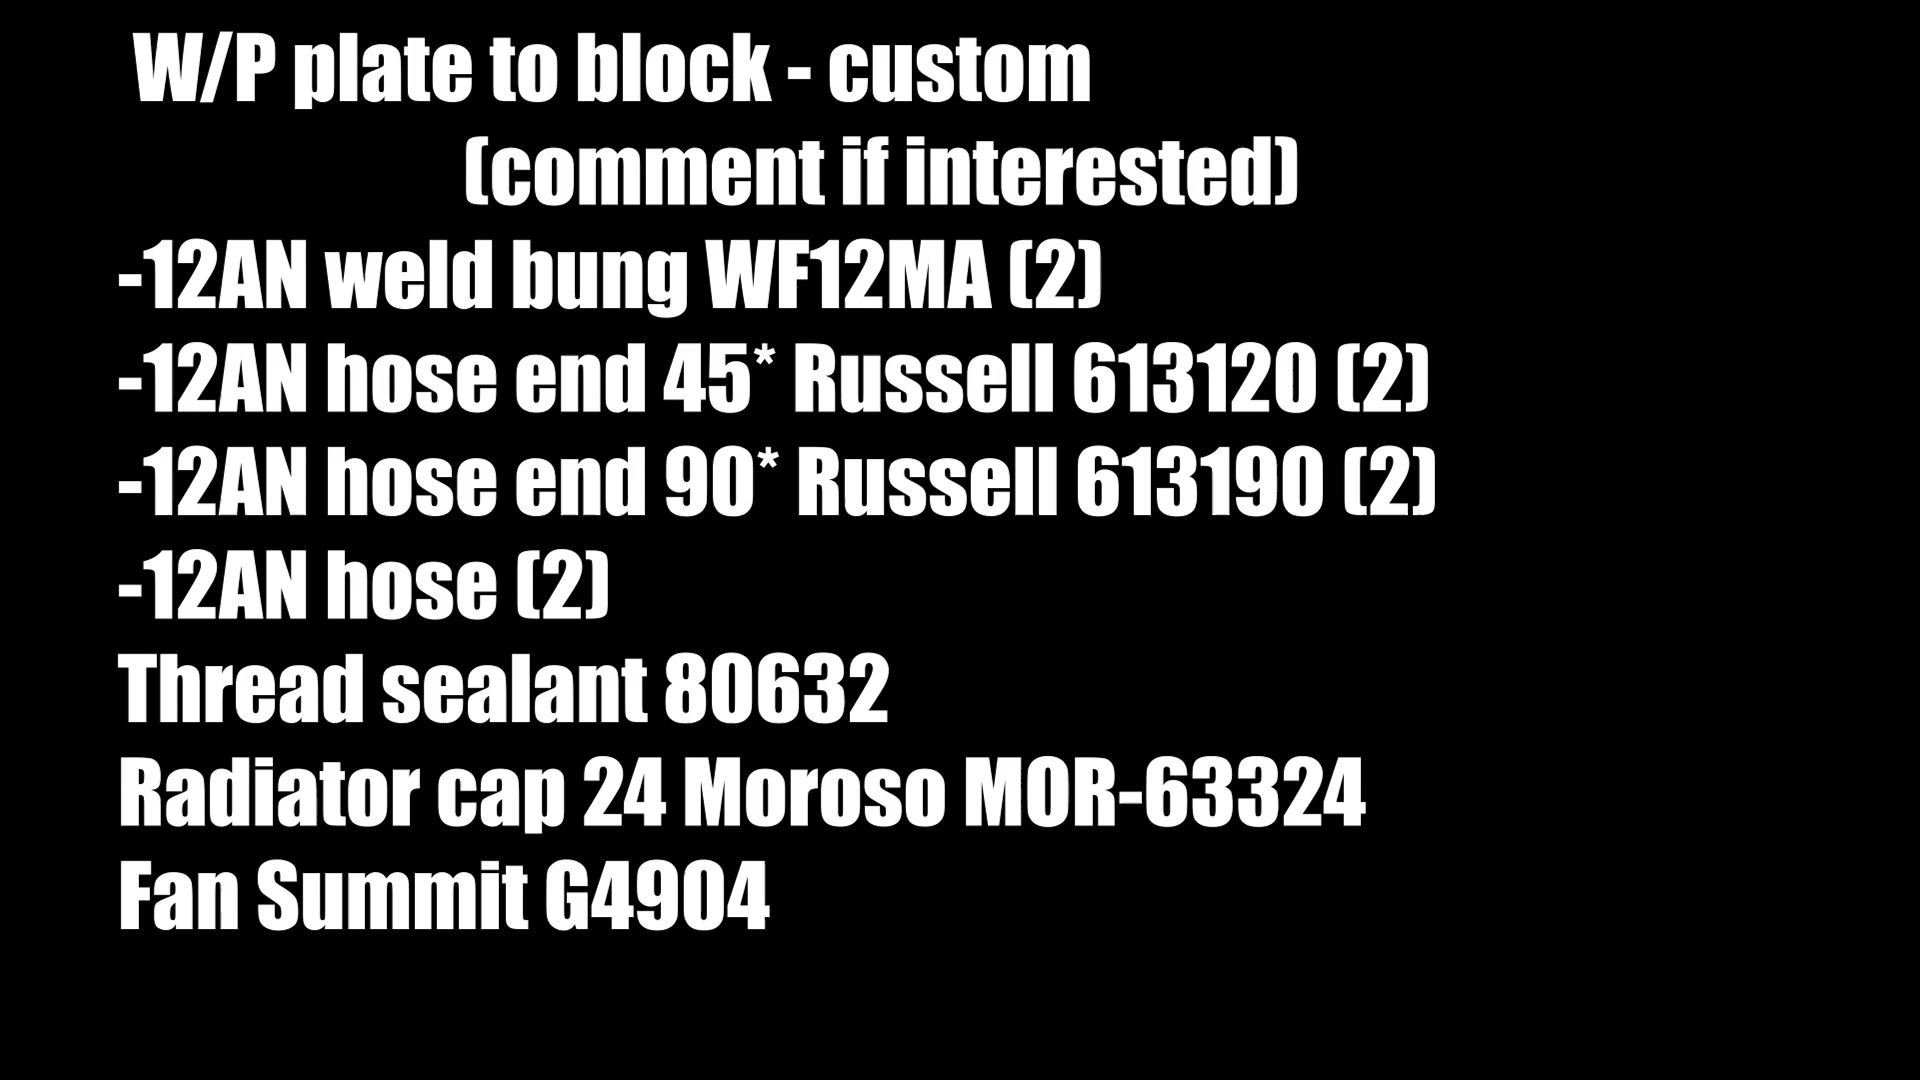 W/P plate to block - custom
(comment if interested)
-12AN weld bung WF12MA (2)
-12AN hose end 45* Russell 613120 (2)
-12AN hose end 90* Russell 613190 (2)
-12AN hose (2)
Thread sealant 80632
Radiator cap 24 Moroso MOR-63324
Fan Summit G4904